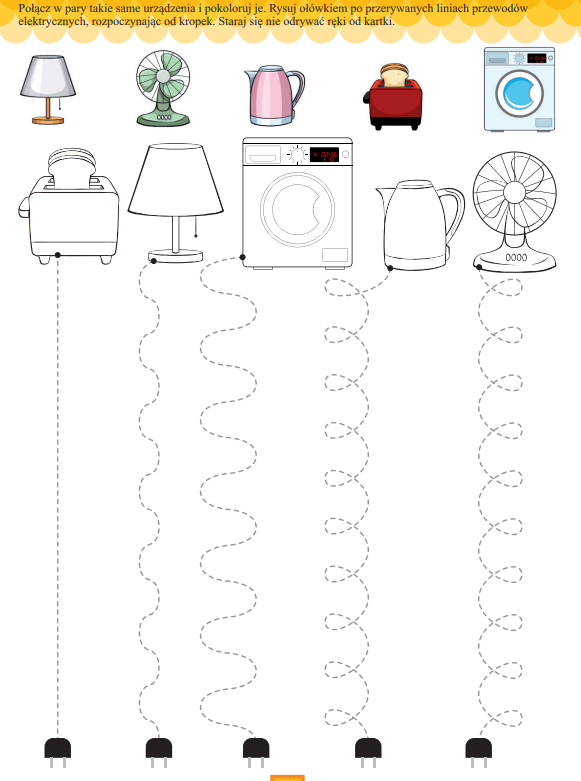 Połącz w pary takie same urządzenia i pokoloruj je. Rysuj ołówkiem po przerywanych liniach przewodów
elektrycznych, rozpoczynając od kropek. Staraj się nie odrywać ręki od kartki.